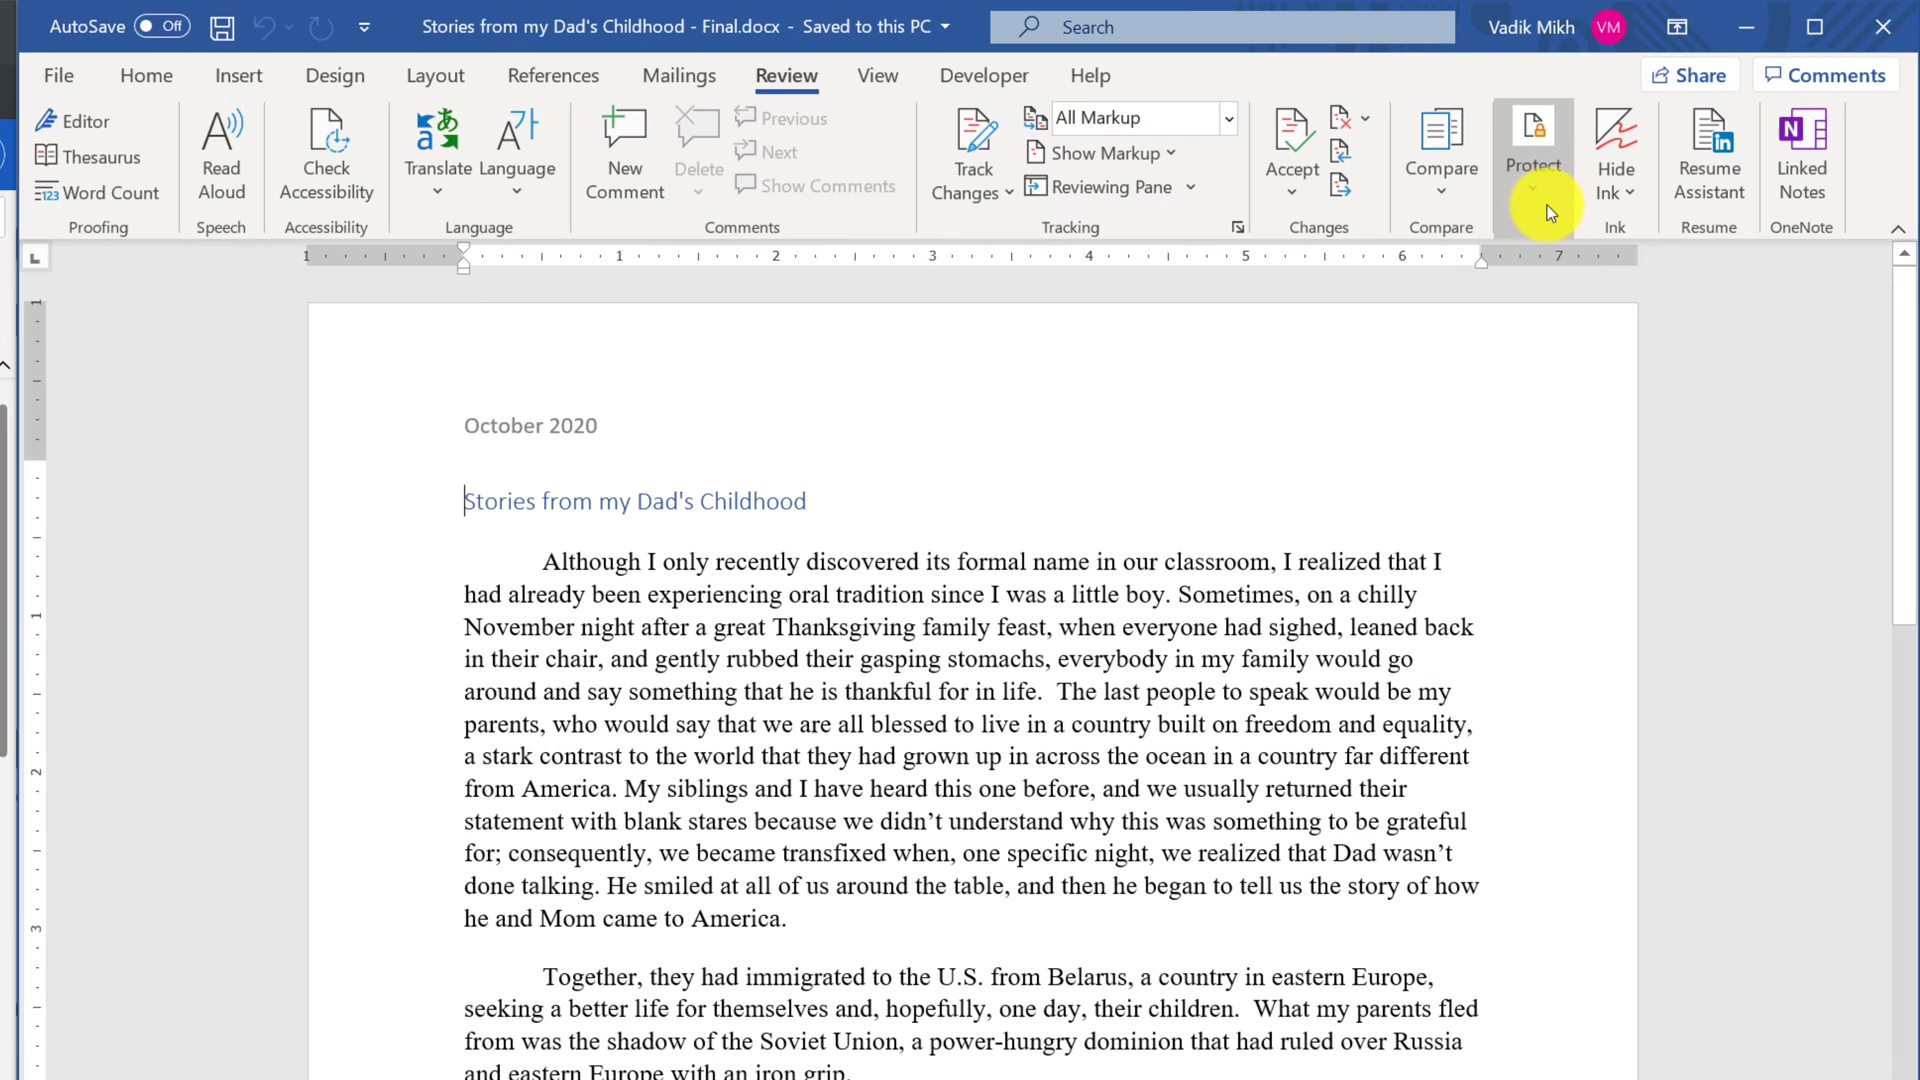 AutoSave Off Stories from my Dad's Childhood - Final.docx - Saved to this PC Search Vadik Mikh VM
File Home Insert Design Layout References Mailings Review View Developer Help Share Comments
Editor
Thesaurus
123 Word Count
Proofing
Read
Aloud
Speech
Check
Accessibility
Accessibility
Translate
Language
Language
New
Comment
Delete
Previous
Next
Show Comments
Comments
Track
Changes
All Markup
Show Markup
Reviewing Pane
Tracking
Accept
Changes
Compare
Compare
Protect
Hide
Ink
Ink
Resume
Assistant
Resume
Linked
Notes
OneNote
1 1 2 3 4 5 6 7
1
1
2
3
October 2020
Stories from my Dad's Childhood
Although I only recently discovered its formal name in our classroom, I realized that I
had already been experiencing oral tradition since I was a little boy. Sometimes, on a chilly
November night after a great Thanksgiving family feast, when everyone had sighed, leaned back
in their chair, and gently rubbed their gasping stomachs, everybody in my family would go
around and say something that he is thankful for in life.  The last people to speak would be my
parents, who would say that we are all blessed to live in a country built on freedom and equality,
a stark contrast to the world that they had grown up in across the ocean in a country far different
from America. My siblings and I have heard this one before, and we usually returned their
statement with blank stares because we didn’t understand why this was something to be grateful
for; consequently, we became transfixed when, one specific night, we realized that Dad wasn’t
done talking. He smiled at all of us around the table, and then he began to tell us the story of how
he and Mom came to America.
Together, they had immigrated to the U.S. from Belarus, a country in eastern Europe,
seeking a better life for themselves and, hopefully, one day, their children.  What my parents fled
from was the shadow of the Soviet Union, a power-hungry dominion that had ruled over Russia
and eastern Europe with an iron grip.